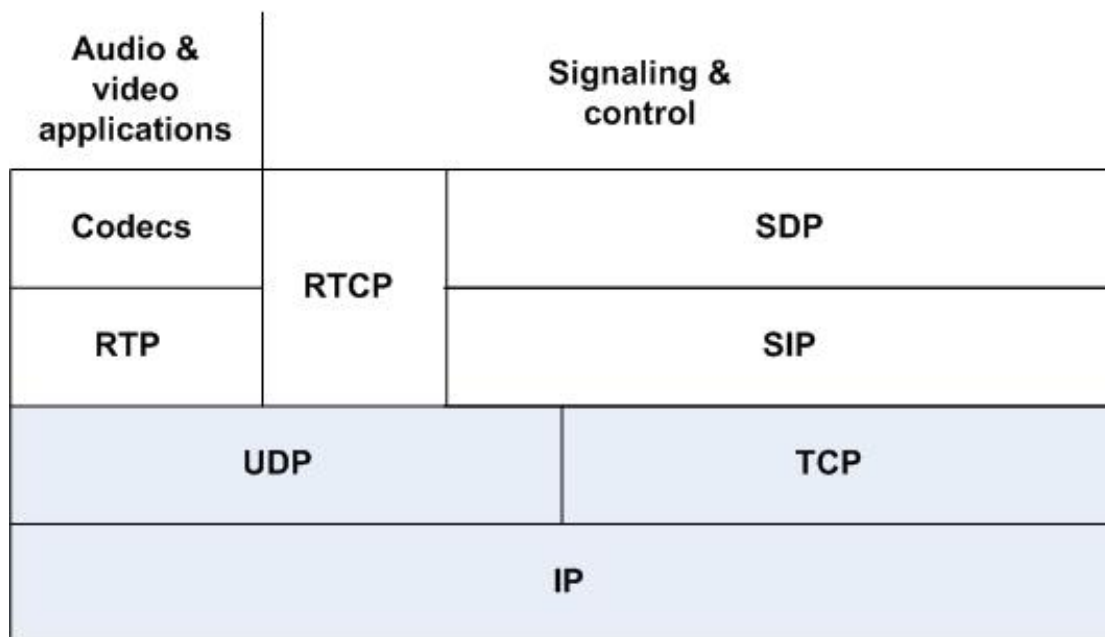 Audio &
video
applications
Signaling &
control
Codecs
SDP
RTCP
RTP
SIP
UDP
TCP
IP